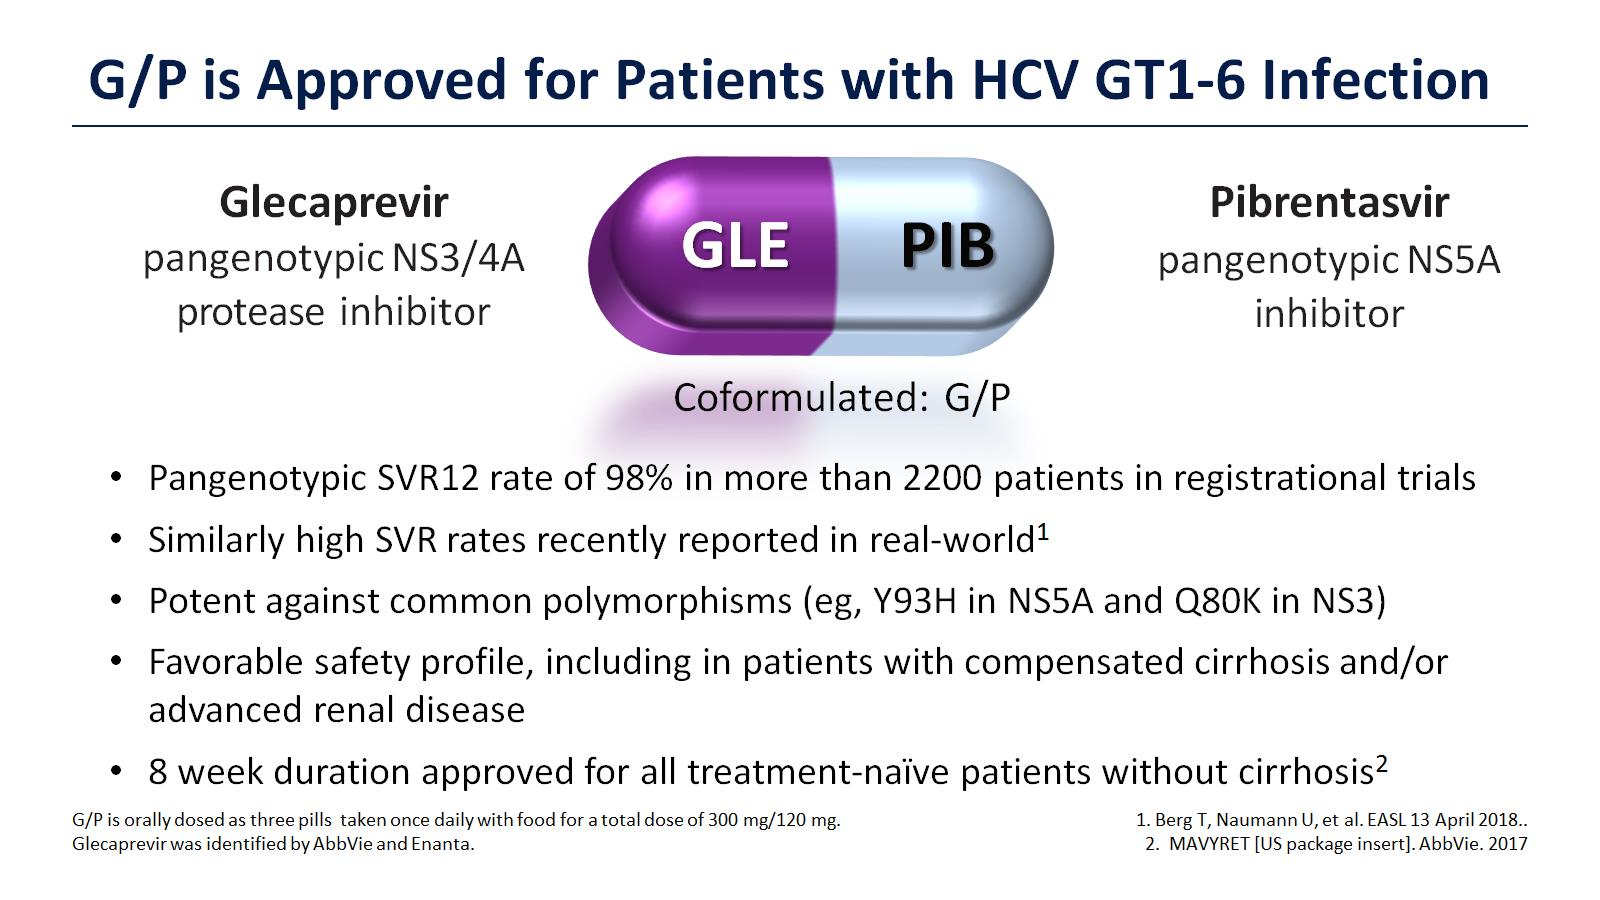 G/P is Approved for Patients with HCV GT1-6 Infection
Glecaprevir
pangenotypic NS3/4A
protease inhibitor
GLE PIB
Pibrentasvir
pangenotypic NS5A
inhibitor
Coformulated: G/P
• Pangenotypic SVR12 rate of 98% in more than 2200 patients in registrational trials
• Similarly high SVR rates recently reported in real-world¹
• Potent against common polymorphisms (eg, Y93H in NS5A and Q80K in NS3)
• Favorable safety profile, including in patients with compensated cirrhosis and/or
advanced renal disease
• 8 week duration approved for all treatment-naïve patients without cirrhosis²
G/P is orally dosed as three pills taken once daily with food for a total dose of 300 mg/120 mg.
Glecaprevir was identified by AbbVie and Enanta.
1. Berg T, Naumann U, et al. EASL 13 April 2018..
2. MAVYRET [US package insert]. AbbVie. 2017